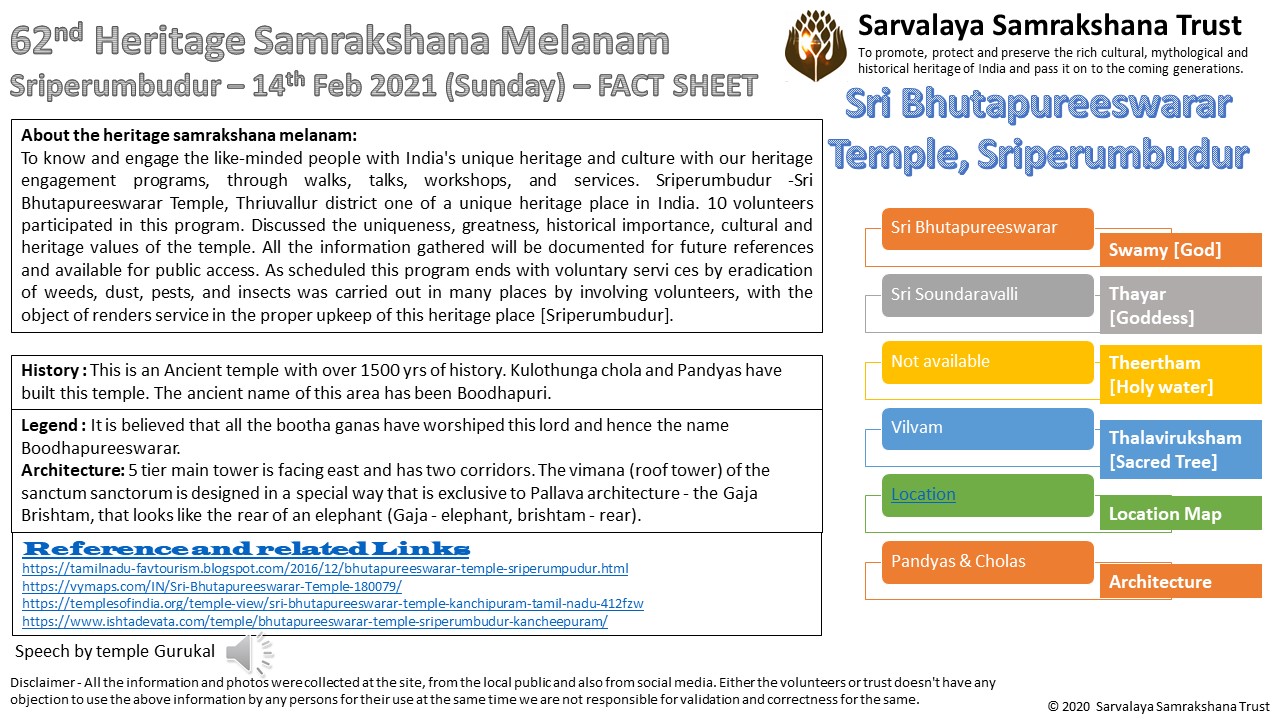 62nd Heritage Samrakshana Melanam
Sriperumbudur – 14th Feb 2021 (Sunday) – FACT SHEET
Sarvalaya Samrakshana Trust
To promote, protect and preserve the rich cultural, mythological and
historical heritage of India and pass it on to the coming generations.
Sri Bhutapureeswarar
Temple, Sriperumbudur
About the heritage samrakshana melanam:
To know and engage the like-minded people with India's unique heritage and culture with our heritage
engagement programs, through walks, talks, workshops, and services. Sriperumbudur -Sri
Bhutapureeswarar Temple, Thriuvallur district one of a unique heritage place in India. 10 volunteers
participated in this program. Discussed the uniqueness, greatness, historical importance, cultural and
heritage values of the temple. All the information gathered will be documented for future references
and available for public access. As scheduled this program ends with voluntary servi ces by eradication
of weeds, dust, pests, and insects was carried out in many places by involving volunteers, with the
object of renders service in the proper upkeep of this heritage place [Sriperumbudur].
History : This is an Ancient temple with over 1500 yrs of history. Kulothunga chola and Pandyas have
built this temple. The ancient name of this area has been Boodhapuri.
Legend : It is believed that all the bootha ganas have worshiped this lord and hence the name
Boodhapureeswarar.
Architecture: 5 tier main tower is facing east and has two corridors. The vimana (roof tower) of the
sanctum sanctorum is designed in a special way that is exclusive to Pallava architecture - the Gaja
Brishtam, that looks like the rear of an elephant (Gaja - elephant, brishtam - rear).
Reference and related Links
https://tamilnadu-favtourism.blogspot.com/2016/12/bhutapureeswarar-temple-sriperumpudur.html
https://vymaps.com/IN/Sri-Bhutapureeswarar-Temple-180079/
https://templesofindia.org/temple-view/sri-bhutapureeswarar-temple-kanchipuram-tamil-nadu-412fzw
https://www.ishtadevata.com/temple/bhutapureeswarar-temple-sriperumbudur-kancheepuram/
Speech by temple Gurukal
Sri Bhutapureeswarar
Swamy [God]
Sri Soundaravalli
Thayar
[Goddess]
Not available
Theertham
[Holy water]
Vilvam
Thalaviruksham
[Sacred Tree]
Location
Location Map
Pandyas & Cholas
Architecture
Disclaimer - All the information and photos were collected at the site, from the local public and also from social media. Either the volunteers or trust doesn't have any
objection to use the above information by any persons for their use at the same time we are not responsible for validation and correctness for the same.
© 2020 Sarvalaya Samrakshana Trust